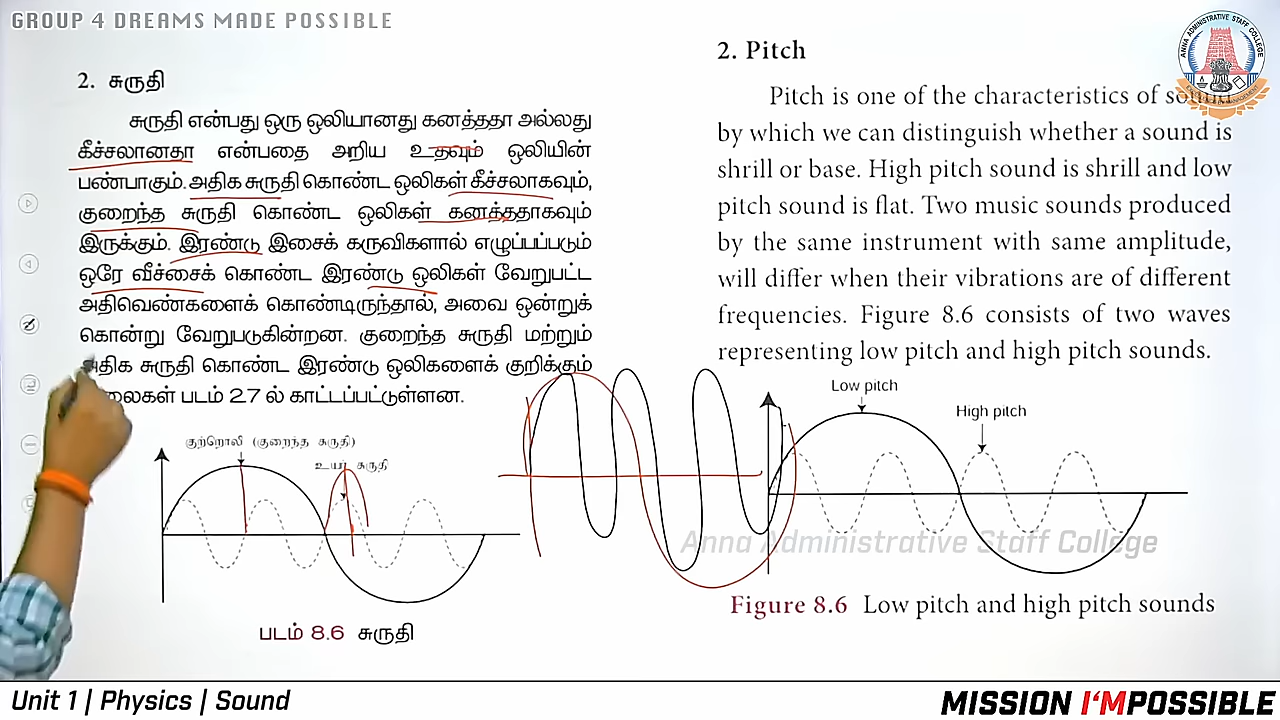 GROUP 4 DREAMS MADE POSSIBLE
ANNA ADMINISTRATIVE STAFF COLLEGE
2. சுருதி
சுருதி என்பது ஒரு ஒலியானது கனத்ததா அல்லது
கீச்சலானதா என்பதை அறிய உதவும் ஒலியின்
பண்பாகும். அதிக சுருதி கொண்ட ஒலிகள் கீச்சலாகவும்,
குறைந்த சுருதி கொண்ட ஒலிகள் கனத்ததாகவும்
இருக்கும். இரண்டு இசைக் கருவிகளால் எழுப்பப்படும்
ஒரே வீச்சைக் கொண்ட இரண்டு ஒலிகள் வேறுபட்ட
அதிவெண்களைக் கொண்டிருந்தால், அவை ஒன்றுக்
கொன்று வேறுபடுகின்றன. குறைந்த சுருதி மற்றும்
அதிக சுருதி கொண்ட இரண்டு ஒலிகளைக் குறிக்கும்
படம் 2.7 ல் காட்டப்பட்டுள்ளன.
குற்றொலி (குறைந்த சுருதி)
உயர் சுருதி
படம் 8.6 சுருதி
2. Pitch
Pitch is one of the characteristics of sound
by which we can distinguish whether a sound is
shrill or base. High pitch sound is shrill and low
pitch sound is flat. Two music sounds produced
by the same instrument with same amplitude,
will differ when their vibrations are of different
frequencies. Figure 8.6 consists of two waves
representing low pitch and high pitch sounds.
Low pitch
High pitch
Anna Administrative Staff College
Figure 8.6 Low pitch and high pitch sounds
Unit 1 | Physics | Sound
MISSION I'MPOSSIBLE